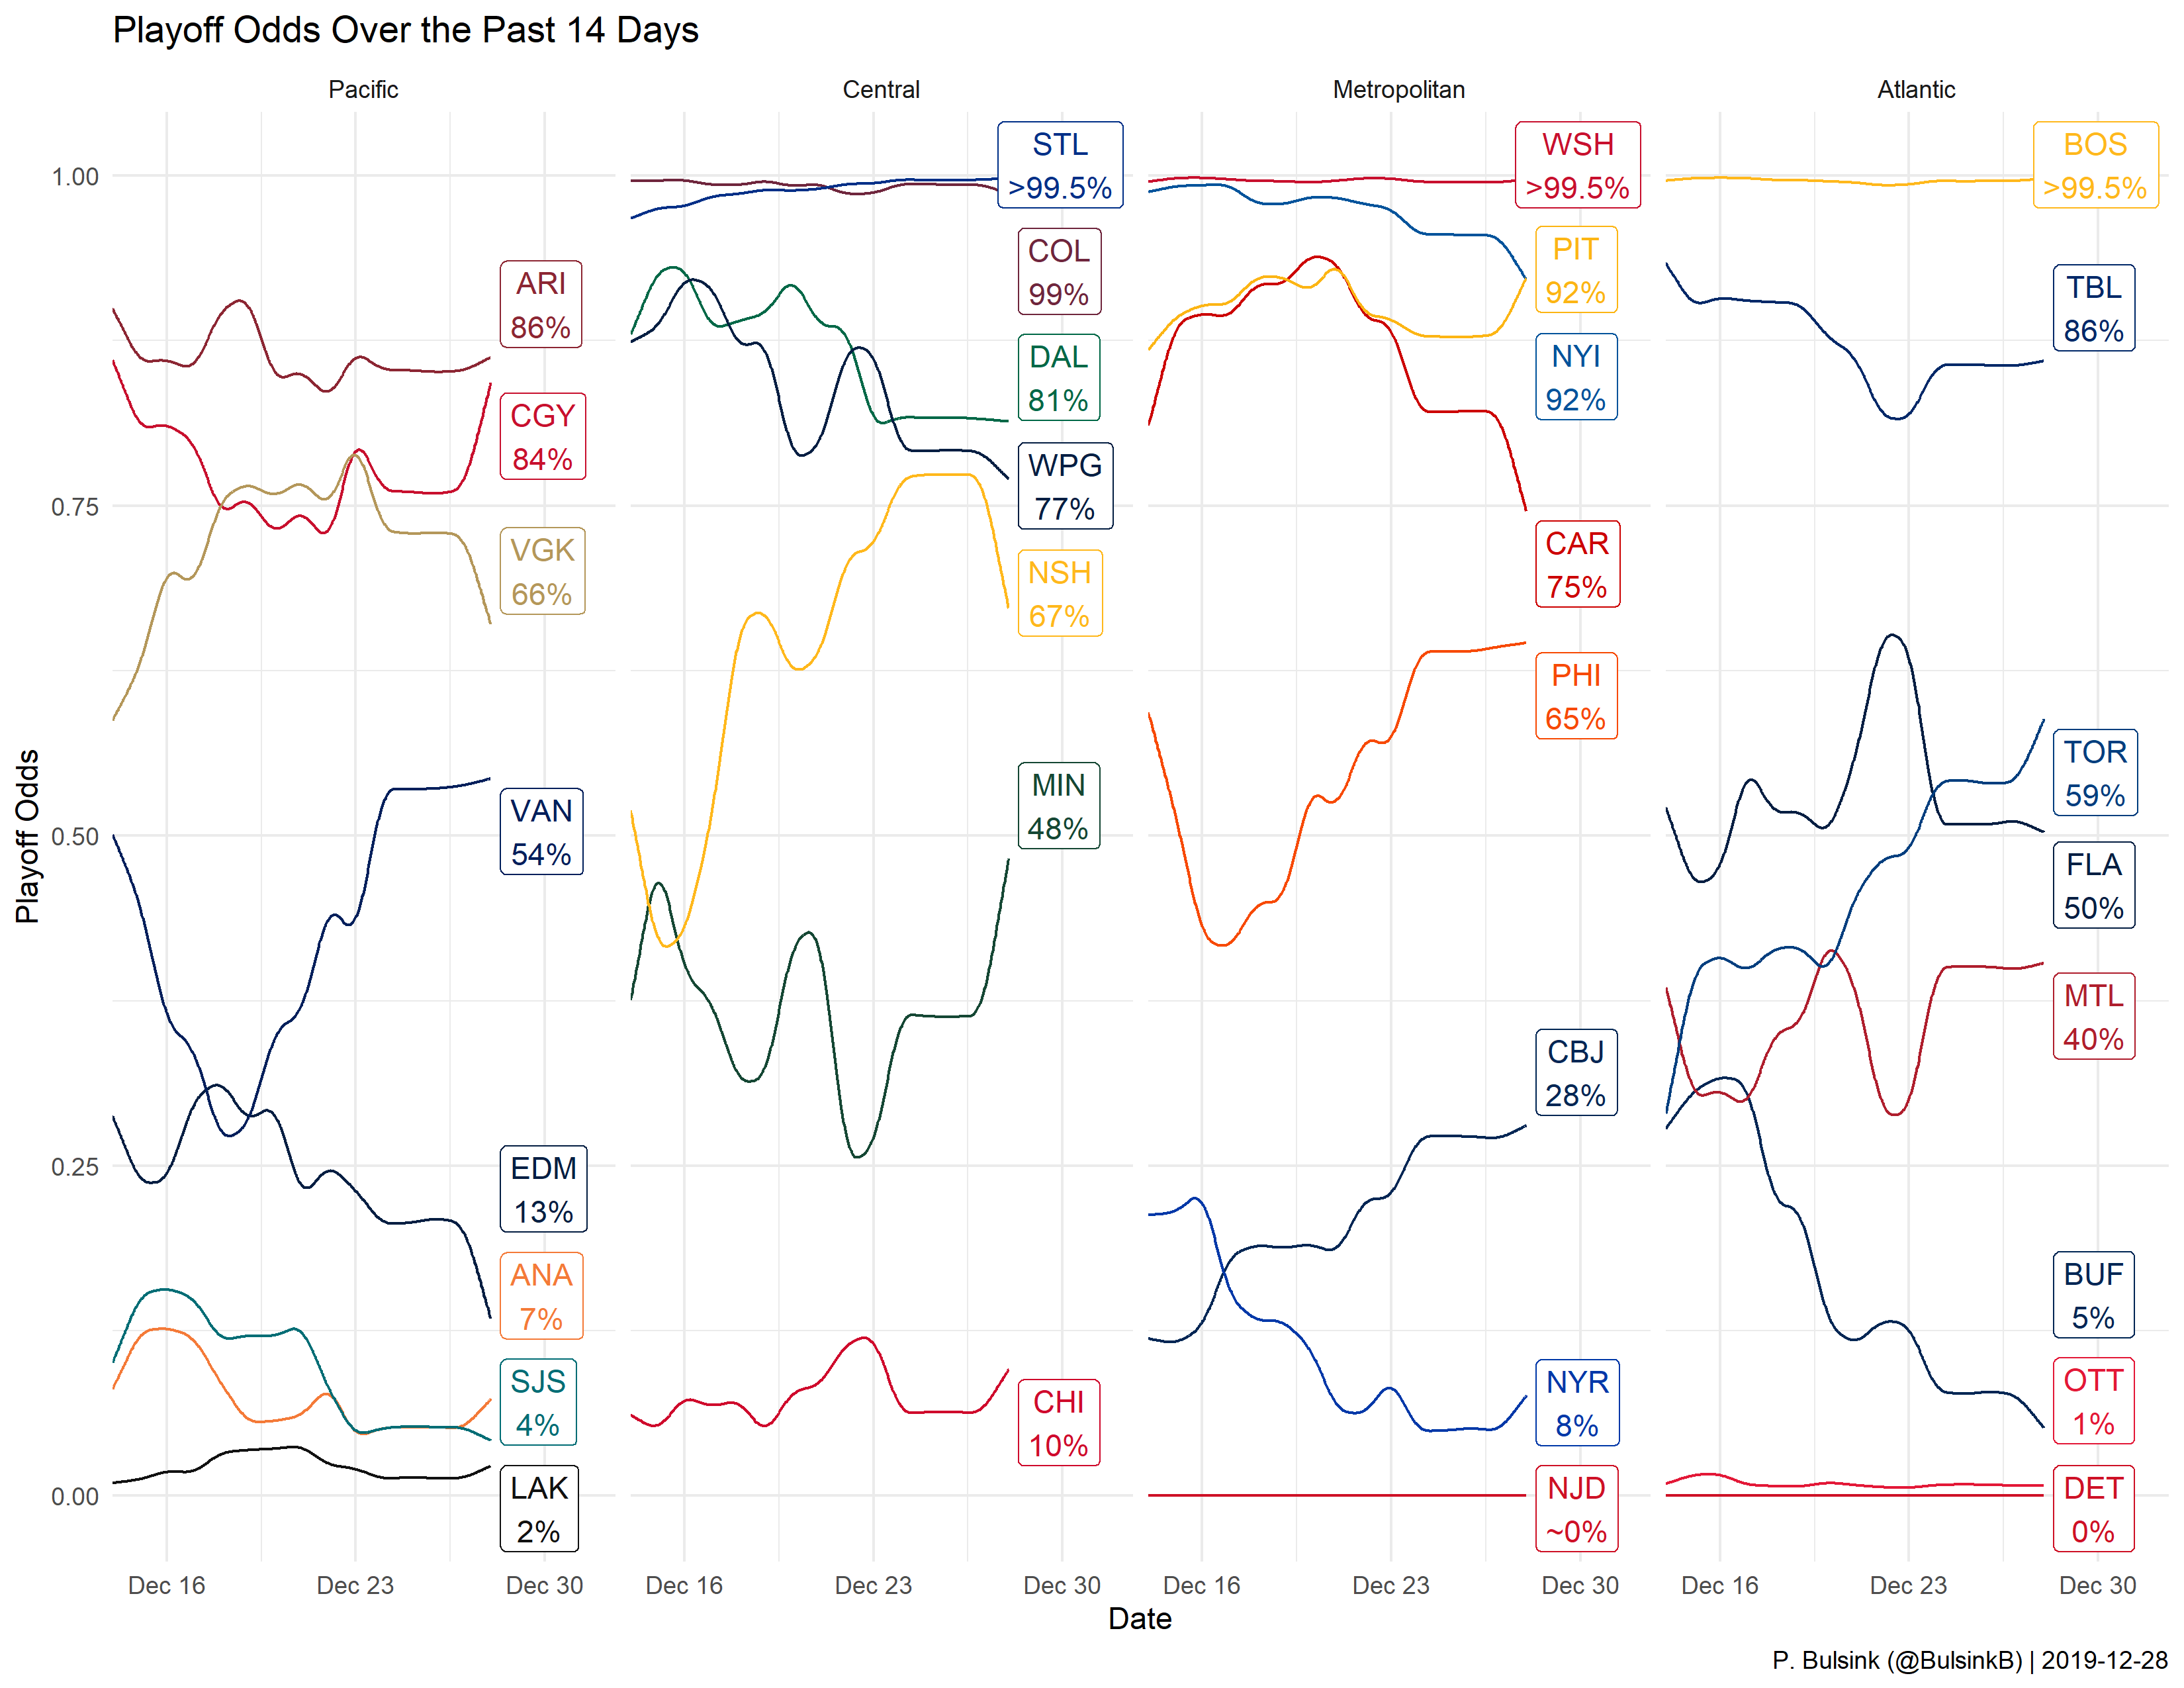 Playoff Odds Over the Past 14 Days
Pacific
Central
Metropolitan
Atlantic
Playoff Odds
1.00
0.75
0.50
0.25
0.00
ARI
86%
CGY
84%
VGK
66%
VAN
54%
EDM
13%
ANA
7%
SJS
4%
LAK
2%
STL
>99.5%
COL
99%
DAL
81%
WPG
77%
NSH
67%
MIN
48%
CHI
10%
WSH
>99.5%
PIT
92%
NYI
92%
CAR
75%
PHI
65%
CBJ
28%
NYR
8%
NJD
~0%
BOS
>99.5%
TBL
86%
TOR
59%
FLA
50%
MTL
40%
BUF
5%
OTT
1%
DET
0%
Dec 16
Dec 23
Dec 30
Dec 16
Dec 23
Dec 30
Dec 16
Dec 23
Dec 30
Dec 16
Dec 23
Dec 30
Date
P. Bulsink (@BulsinkB) | 2019-12-28